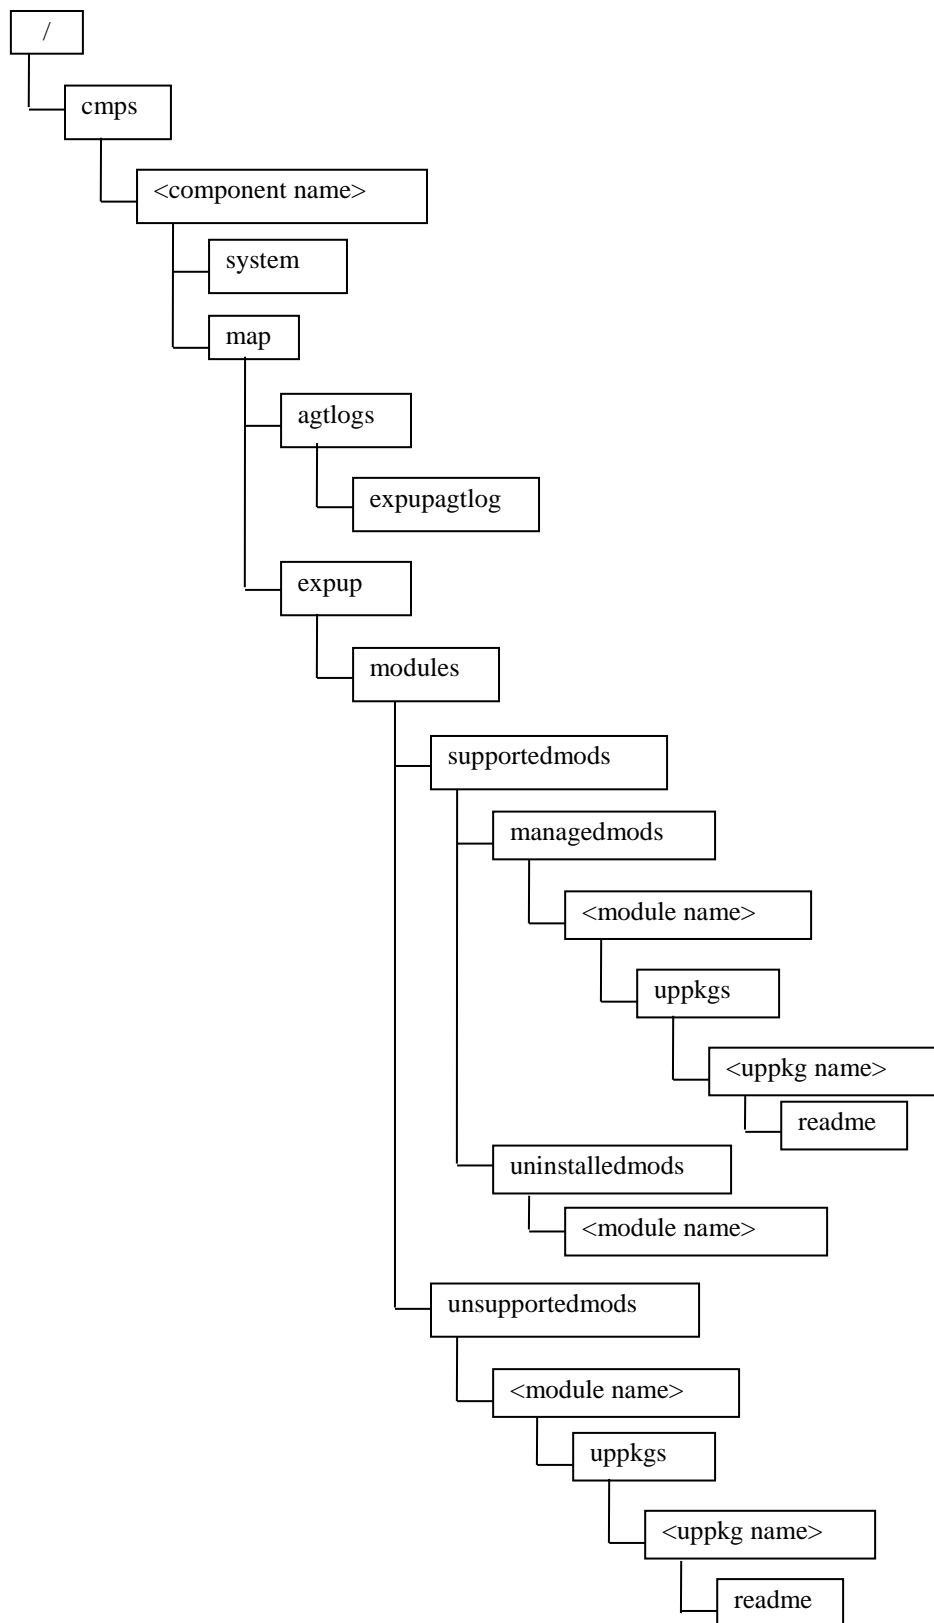 /
cmps
<component name>
system
map
agtlogs
expupagtlog
expup
modules
supportedmods
managedmods
<module name>
uppkgs
<uppkg name>
readme
uninstalledmods
<module name>
unsupportedmods
<module name>
uppkgs
<uppkg name>
readme